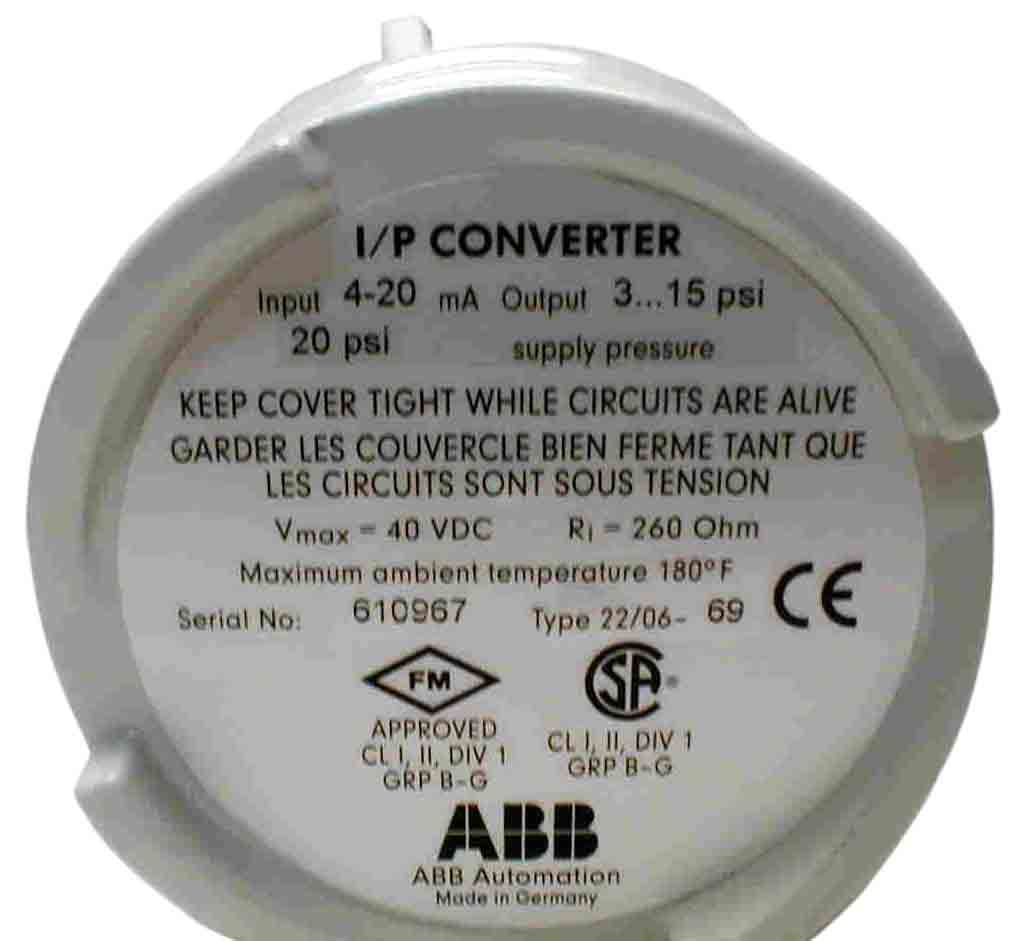 I/P CONVERTER
Input 4-20 mA Output 3...15 psi
20 psi supply pressure
KEEP COVER TIGHT WHILE CIRCUITS ARE ALIVE
GARDER LES COUVERCLE BIEN FERME TANT QUE
LES CIRCUITS SONT SOUS TENSION
Vmax = 40 VDC Ri = 260 Ohm
Maximum ambient temperature 180°F
Serial No: 610967 Type 22/06- 69 CE
FM SA®
APPROVED
CL I, II, DIV 1 CL I, II, DIV 1
GRP B-G GRP B-G
ABB
ABB Automation
Made in Germany